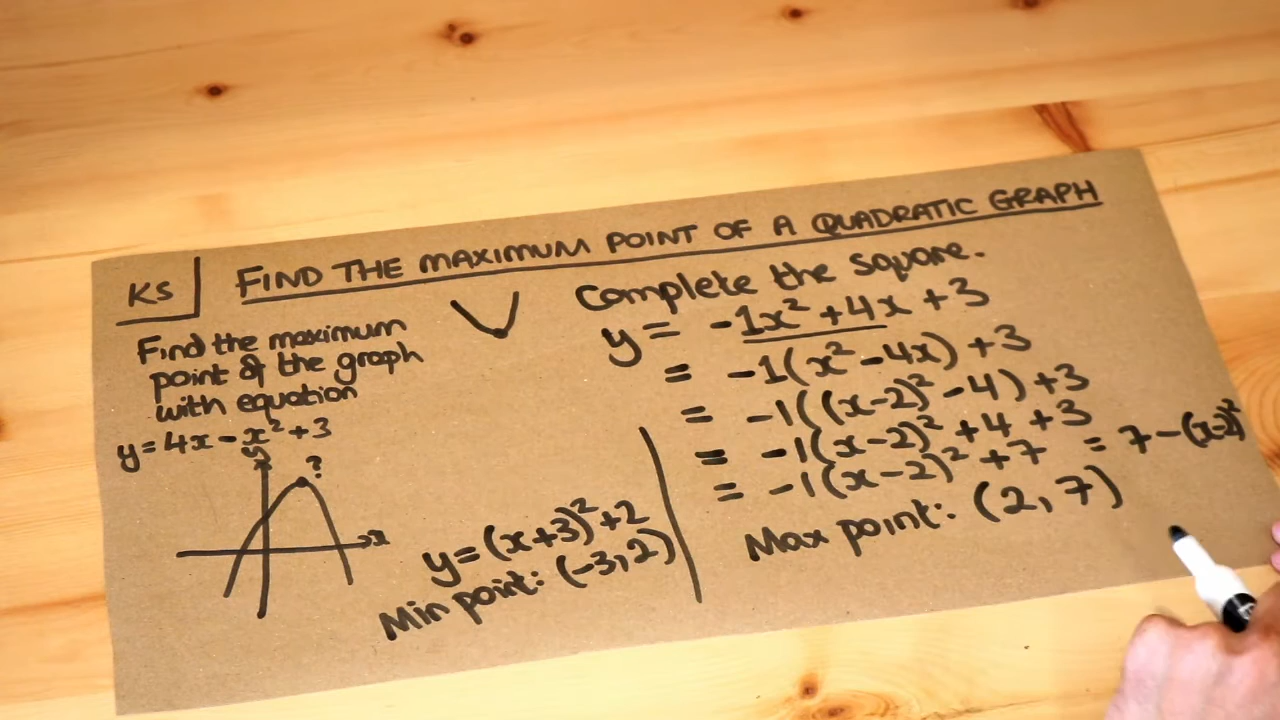 KS
FIND THE MAXIMUM POINT OF A QUADRATIC GRAPH
Find the maximum
point of the graph
with equation
y = 4x - x² + 3
y
?
x
y = (x+3)² + 2
Min point: (-3, 2)
Complete the square.
y = -1x² + 4x + 3
= -1(x² - 4x) + 3
= -1((x-2)² - 4) + 3
= -1(x-2)² + 4 + 3
= -1(x-2)² + 7 = 7 - (x-2)²
Max point: (2, 7)